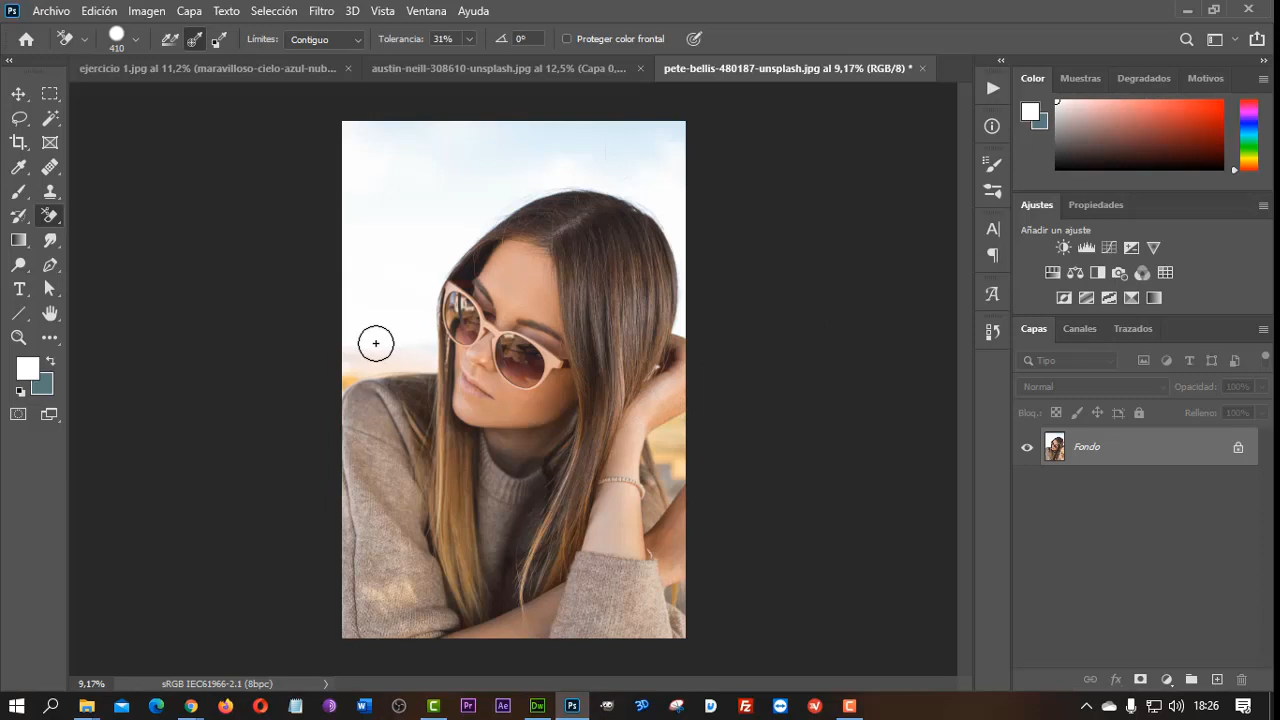 Ps Archivo Edición Imagen Capa Texto Selección Filtro 3D Vista Ventana Ayuda
410 Límites: Contiguo Tolerancia: 31% 0° Proteger color frontal
ejercicio 1.jpg al 11,2% (maravilloso-cielo-azul-nub... × austin-neill-308610-unsplash.jpg al 12,5% (Capa 0,... × pete-bellis-480187-unsplash.jpg al 9,17% (RGB/8) * ×
Color Muestras Degradados Motivos
Ajustes Propiedades
Añadir un ajuste
Capas Canales Trazados
Tipo
Normal Opacidad: 100%
Bloq.: Relleno: 100%
Fondo
9,17% sRGB IEC61966-2.1 (8bpc)
18:26